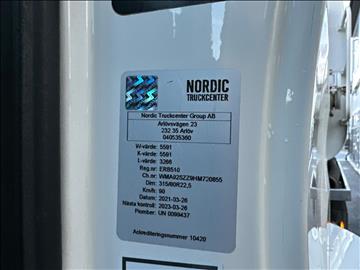 NORDIC
TRUCKCENTER
Nordic Truckcenter Group AB
Arlövsvägen 23
232 35 Arlöv
040535360
W-värde: 5591
K-värde: 5591
L-värde: 3266
Reg.nr: ERB510
Ch.nr: WMA92SZZ9HM720855
Dim: 315/80R22,5
Km/h: 90
Datum: 2021-03-26
Nästa kontroll: 2023-03-26
Plomber: UN 0099437
Ackrediteringsnummer 10420